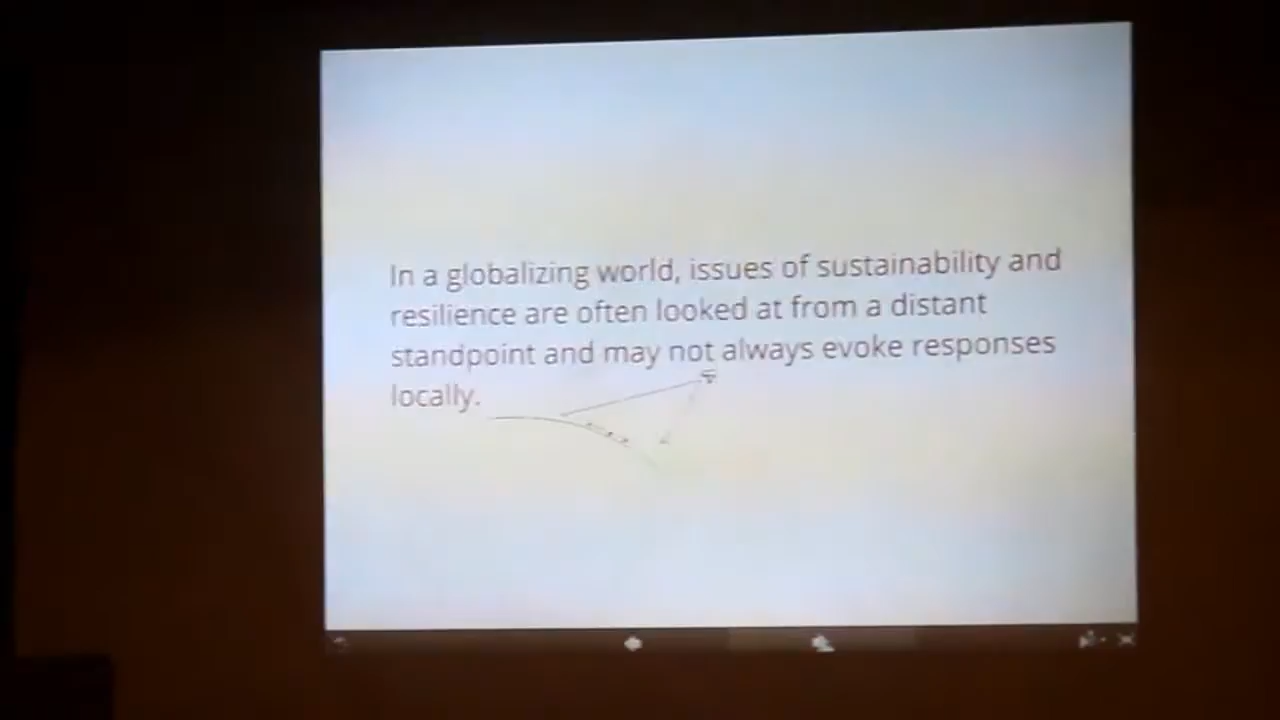 In a globalizing world, issues of sustainability and
resilience are often looked at from a distant
standpoint and may not always evoke responses
locally.